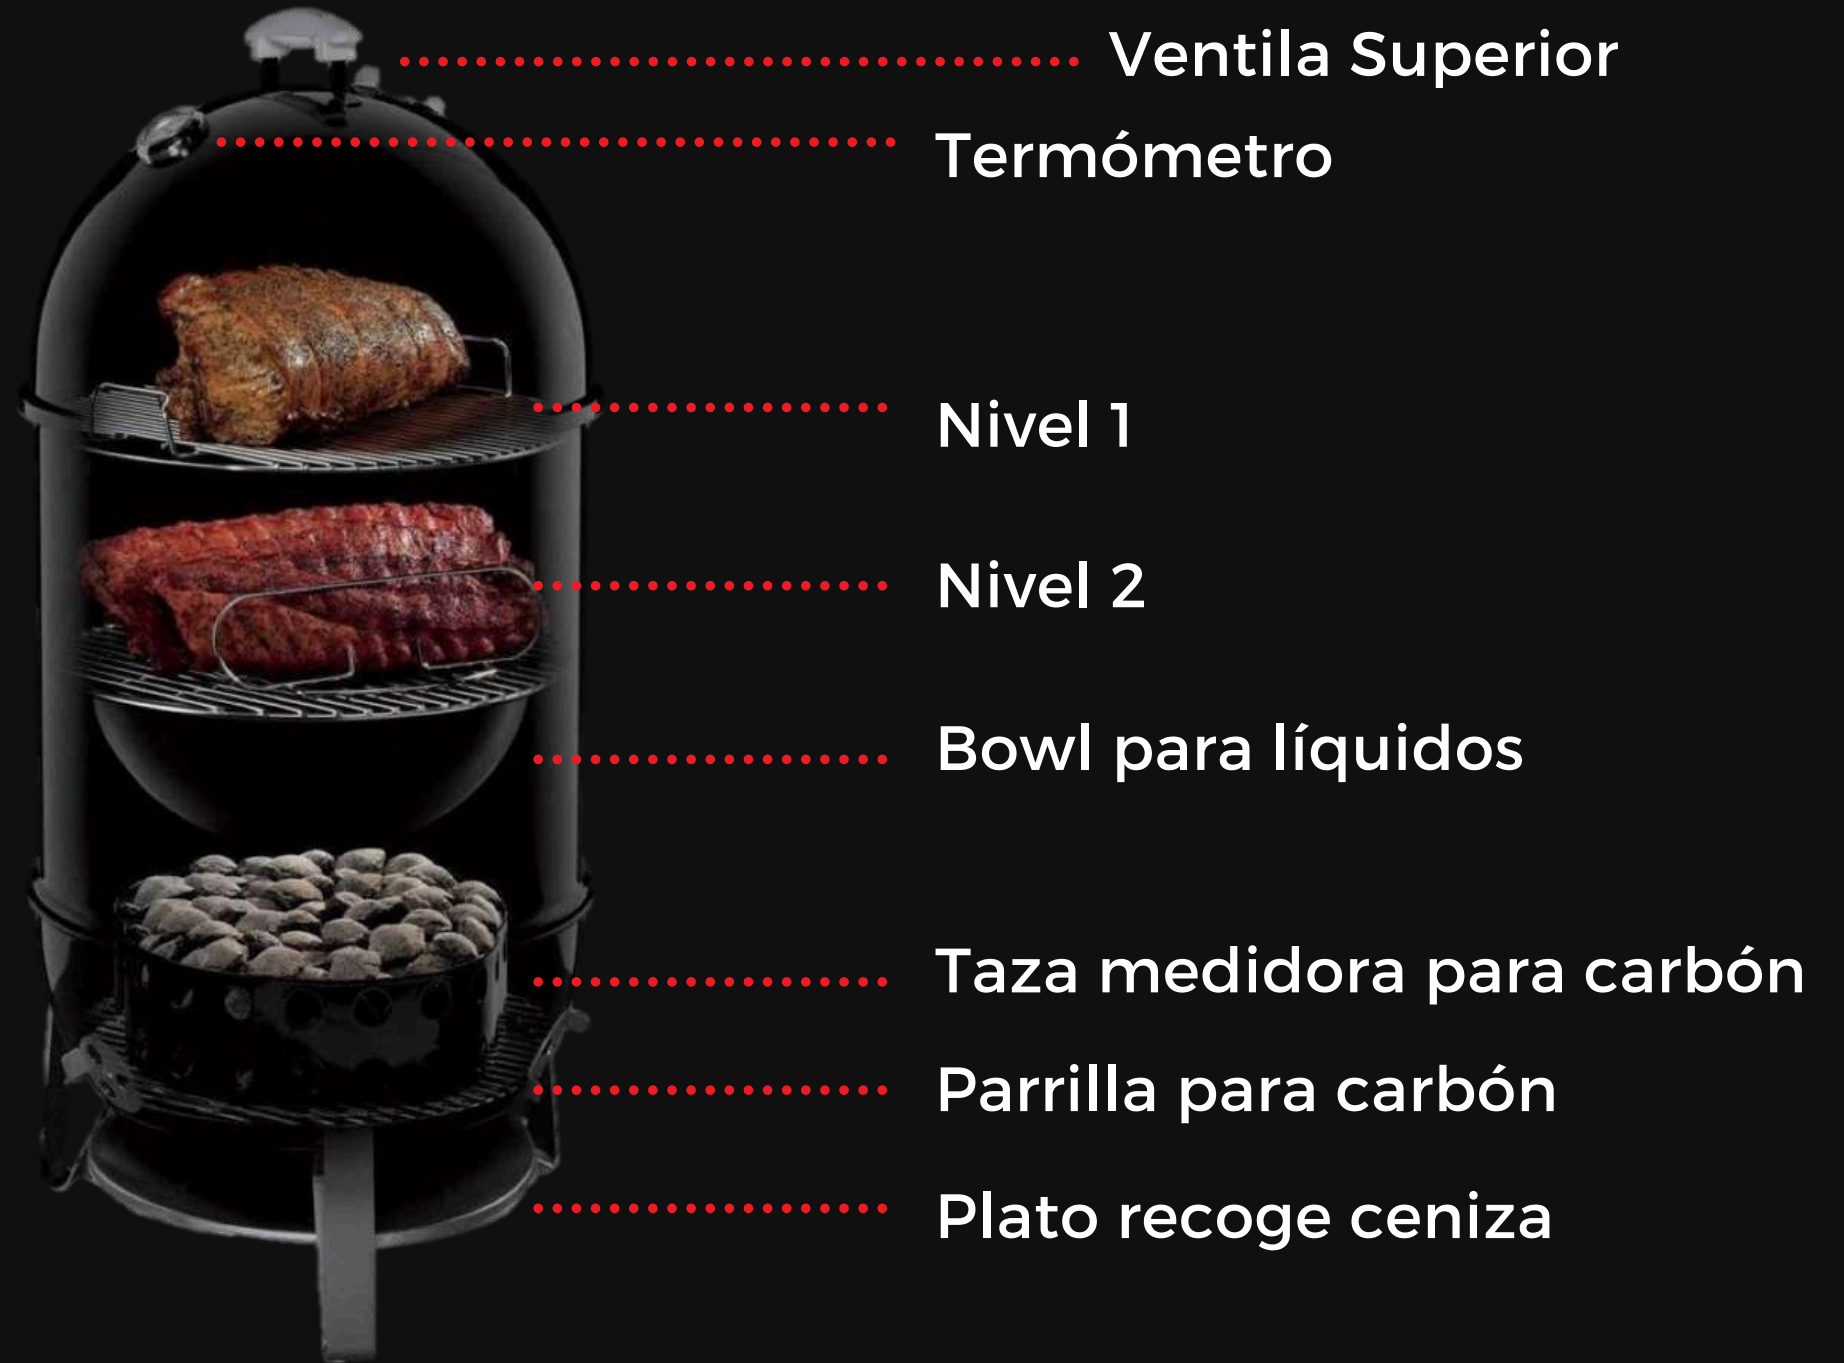 Ventila Superior
Termómetro
Nivel 1
Nivel 2
Bowl para líquidos
Taza medidora para carbón
Parrilla para carbón
Plato recoge ceniza